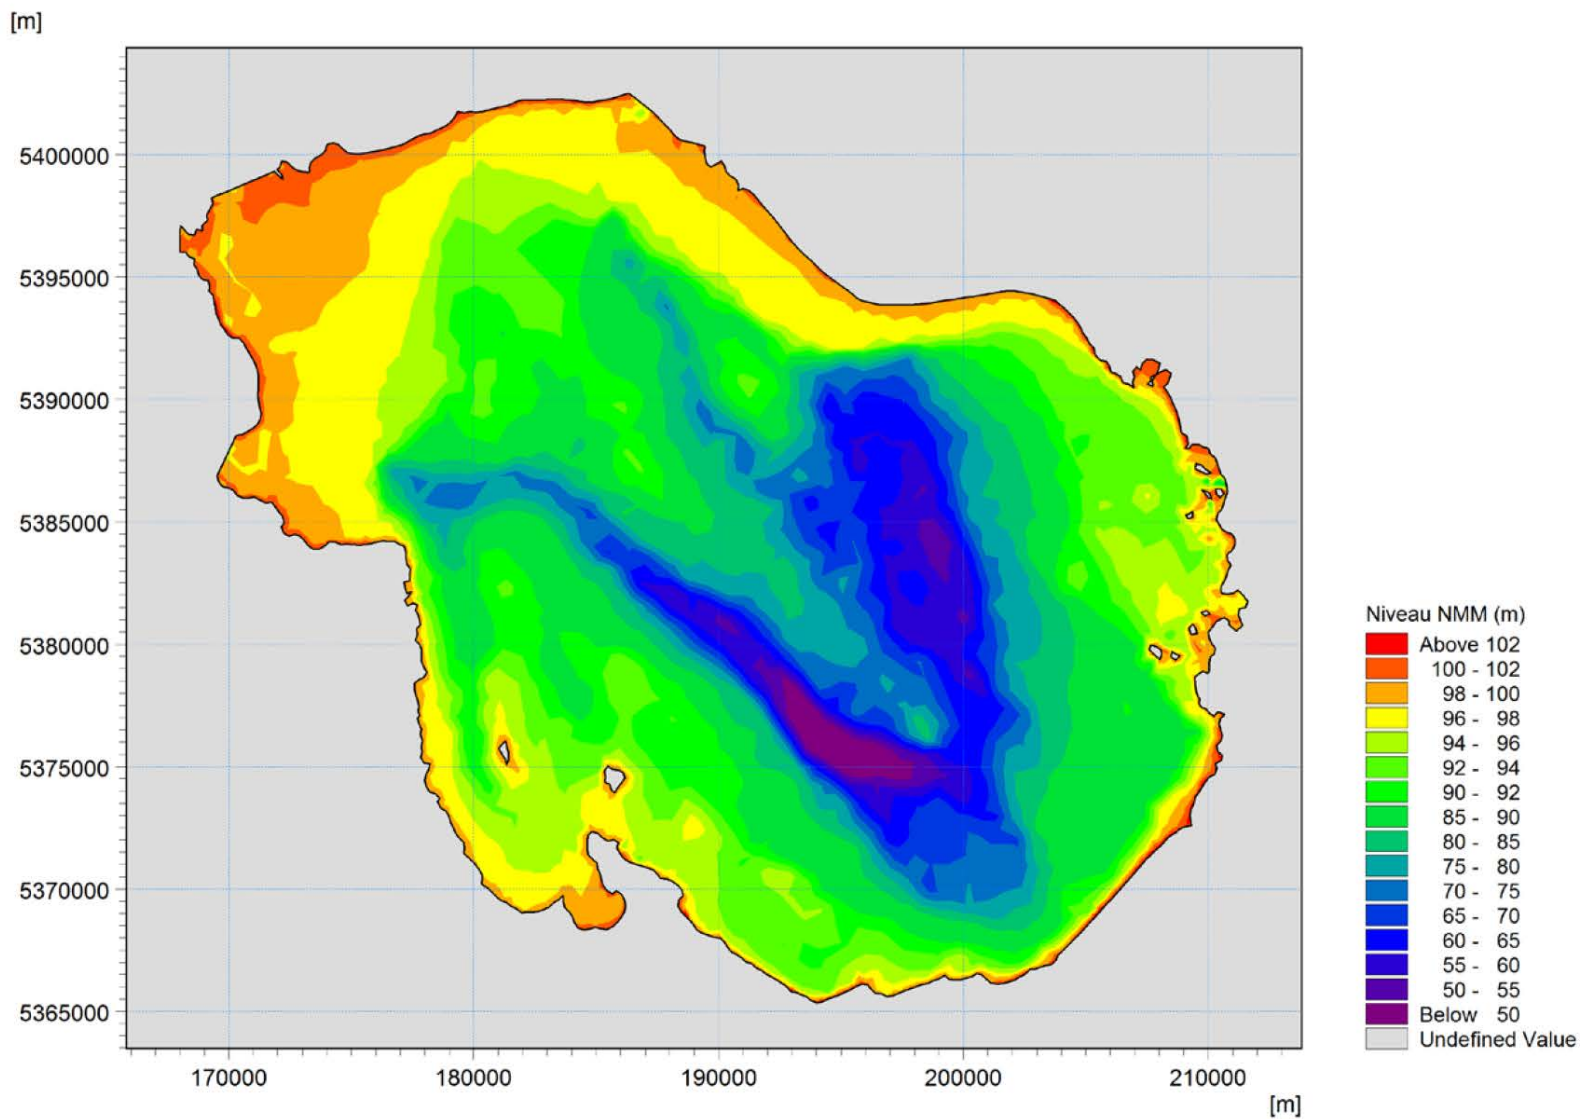 [m]
5400000
5395000
5390000
5385000
5380000
5375000
5370000
5365000
170000 180000 190000 200000 210000
[m]
Niveau NMM (m)
Above 102
100 - 102
98 - 100
96 - 98
94 - 96
92 - 94
90 - 92
85 - 90
80 - 85
75 - 80
70 - 75
65 - 70
60 - 65
55 - 60
50 - 55
Below 50
Undefined Value